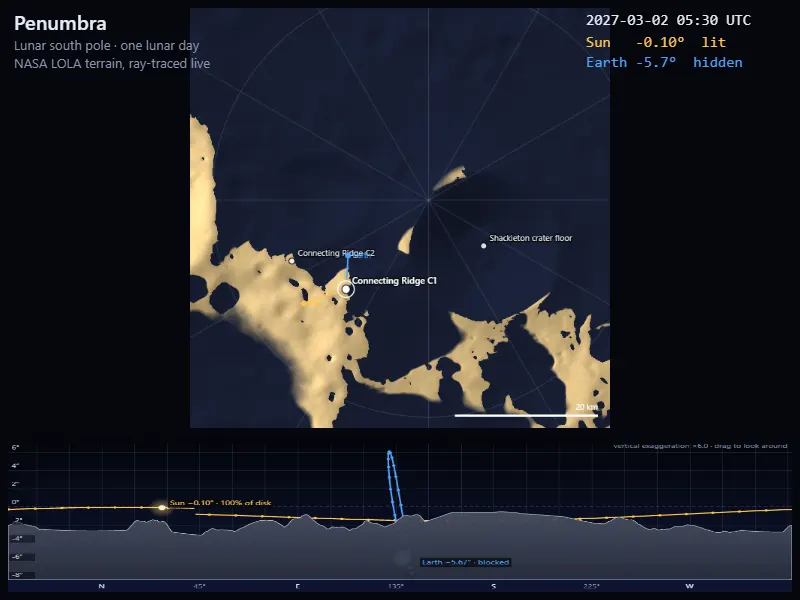 Penumbra
Lunar south pole · one lunar day
NASA LOLA terrain, ray-traced live
2027-03-02 05:30 UTC
Sun -0.10° lit
Earth -5.7° hidden
Shackleton crater floor
Connecting Ridge C2
Connecting Ridge C1
20 km
vertical exaggeration ×6.0 · drag to look around
6°
4°
2°
0°
-2°
-4°
-6°
-8°
Sun −0.10° · 100% of disk
Earth −5.67° · blocked
N 45° E 135° S 225° W